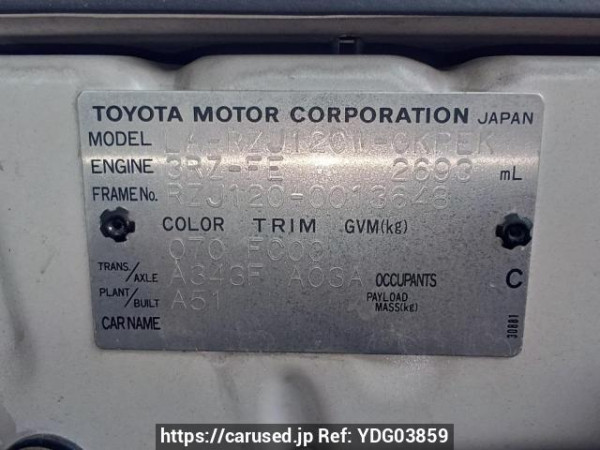 TOYOTA MOTOR CORPORATION JAPAN
MODEL LA-RZJ120W-GKPEK
ENGINE 3RZ-FE 2693 mL
FRAME No. RZJ120-0013648
COLOR TRIM GVM(kg)
070 FC03
TRANS./AXLE A343F A03A OCCUPANTS C
PLANT/BUILT A51 PAYLOAD MASS(kg)
CAR NAME
30881
https://carused.jp Ref: YDG03859